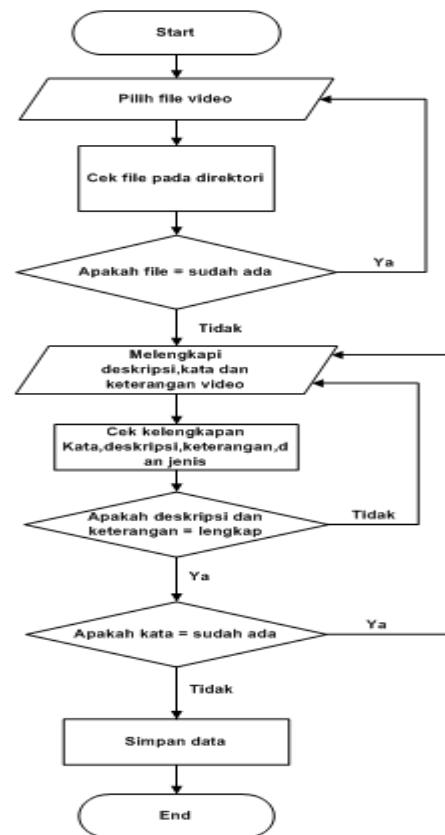 Start
Pilih file video
Cek file pada direktori
Apakah file = sudah ada
Ya
Tidak
Melengkapi
deskripsi,kata dan
keterangan video
Cek kelengkapan
Kata,deskripsi,keterangan,d
an jenis
Apakah deskripsi dan
keterangan = lengkap
Tidak
Ya
Apakah kata = sudah ada
Ya
Tidak
Simpan data
End